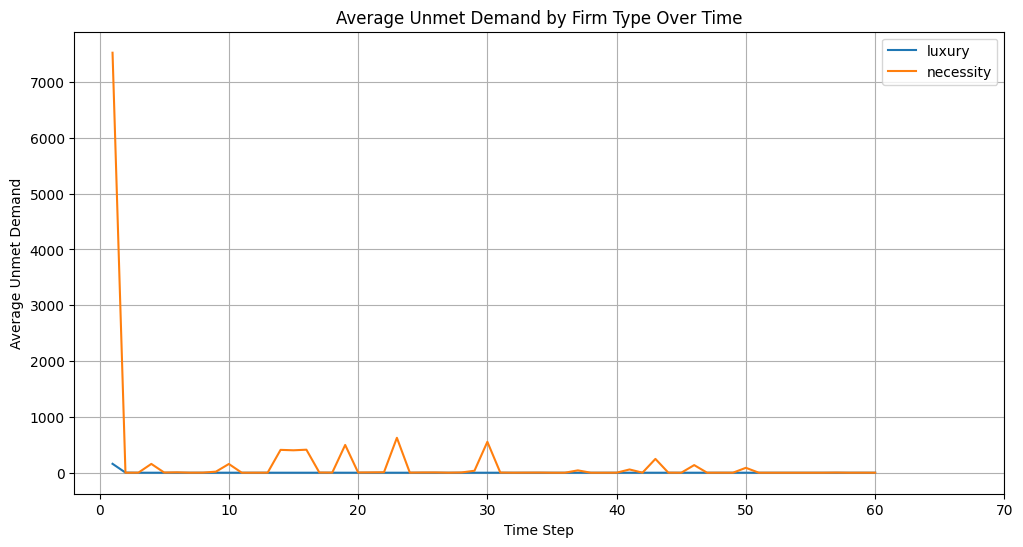 Average Unmet Demand by Firm Type Over Time
luxury
necessity
Average Unmet Demand
7000
6000
5000
4000
3000
2000
1000
0
0 10 20 30 40 50 60 70
Time Step